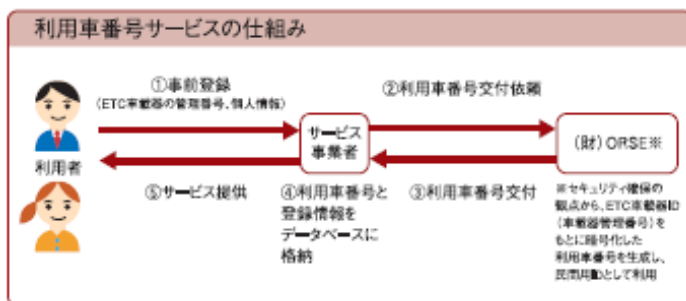 利用車番号サービスの仕組み
①事前登録
(ETC車載器の管理番号、個人情報)
②利用車番号交付依頼
利用者
サービス
事業者
(財)ORSE※
⑤サービス提供
④利用車番号と
登録情報を
データベースに
格納
③利用車番号交付
※セキュリティ確保の
観点から、ETC車載器ID
(車載器管理番号)を
もとに暗号化した
利用車番号を生成し、
民間用途として利用